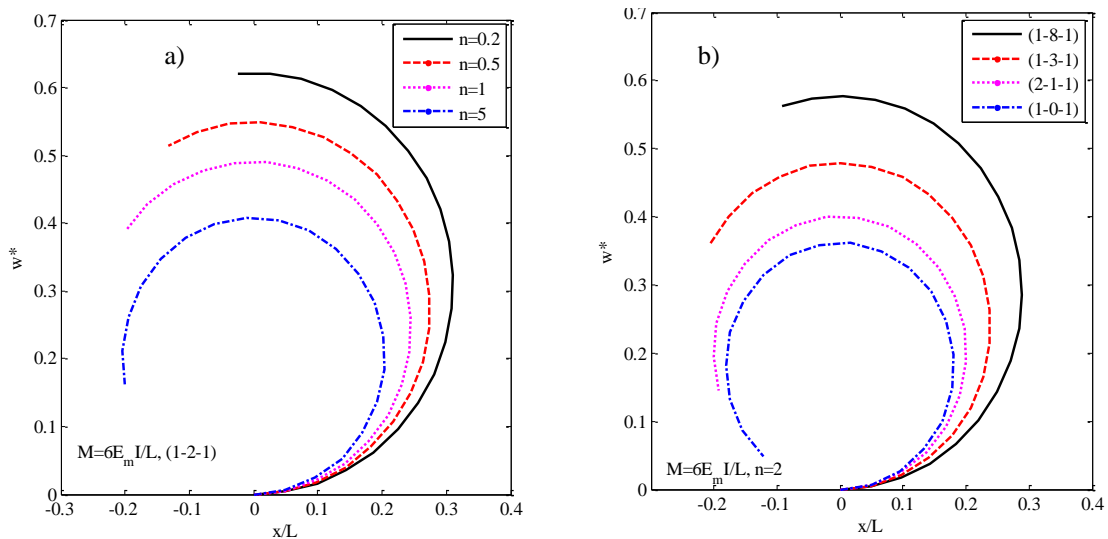 a)
n=0.2
n=0.5
n=1
n=5
0.7
0.6
0.5
0.4
0.3
0.2
0.1
0
w*
M=6E_m I/L, (1-2-1)
-0.3 -0.2 -0.1 0 0.1 0.2 0.3 0.4
x/L
b)
(1-8-1)
(1-3-1)
(2-1-1)
(1-0-1)
0.7
0.6
0.5
0.4
0.3
0.2
0.1
0
w*
M=6E_m I/L, n=2
-0.3 -0.2 -0.1 0 0.1 0.2 0.3 0.4
x/L